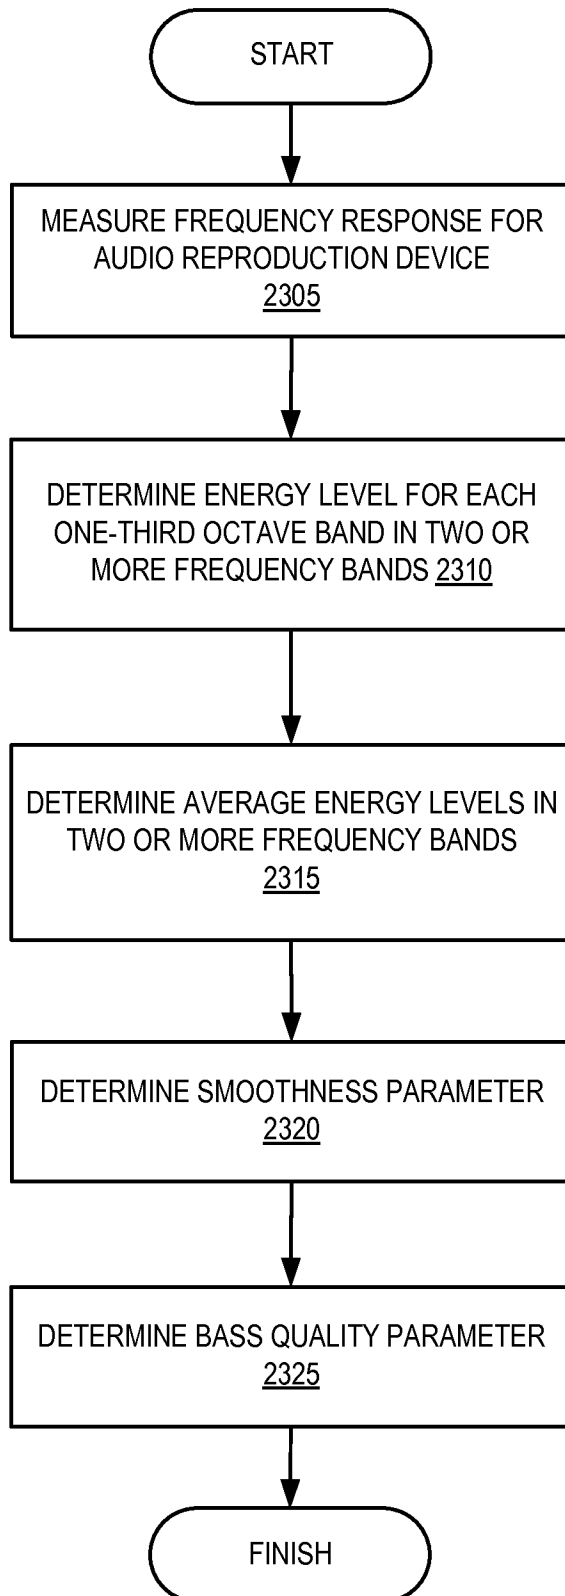 START
MEASURE FREQUENCY RESPONSE FOR
AUDIO REPRODUCTION DEVICE
2305
DETERMINE ENERGY LEVEL FOR EACH
ONE-THIRD OCTAVE BAND IN TWO OR
MORE FREQUENCY BANDS 2310
DETERMINE AVERAGE ENERGY LEVELS IN
TWO OR MORE FREQUENCY BANDS
2315
DETERMINE SMOOTHNESS PARAMETER
2320
DETERMINE BASS QUALITY PARAMETER
2325
FINISH